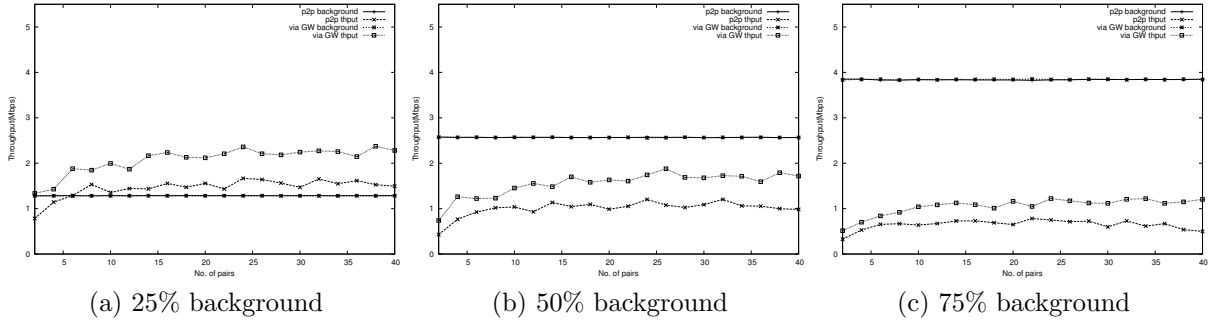 p2p background
p2p thput
via GW background
via GW thput
Throughput(Mbps)
5
4
3
2
1
0
5 10 15 20 25 30 35 40
No. of pairs
(a) 25% background
p2p background
p2p thput
via GW background
via GW thput
Throughput(Mbps)
5
4
3
2
1
0
5 10 15 20 25 30 35 40
No. of pairs
(b) 50% background
p2p background
p2p thput
via GW background
via GW thput
Throughput(Mbps)
5
4
3
2
1
0
5 10 15 20 25 30 35 40
No. of pairs
(c) 75% background